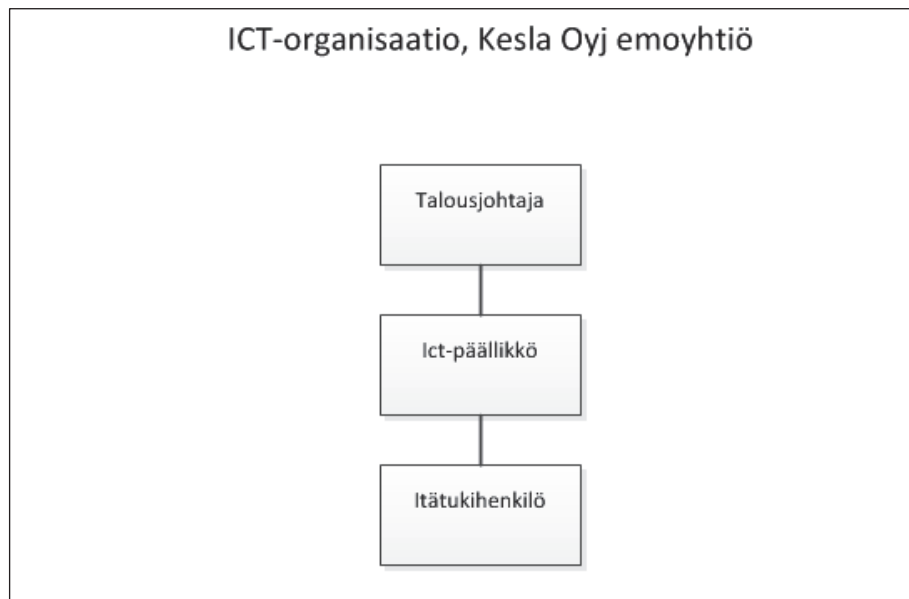 ICT-organisaatio, Kesla Oyj emoyhtiö
Talousjohtaja
Ict-päällikkö
Itätukihenkilö